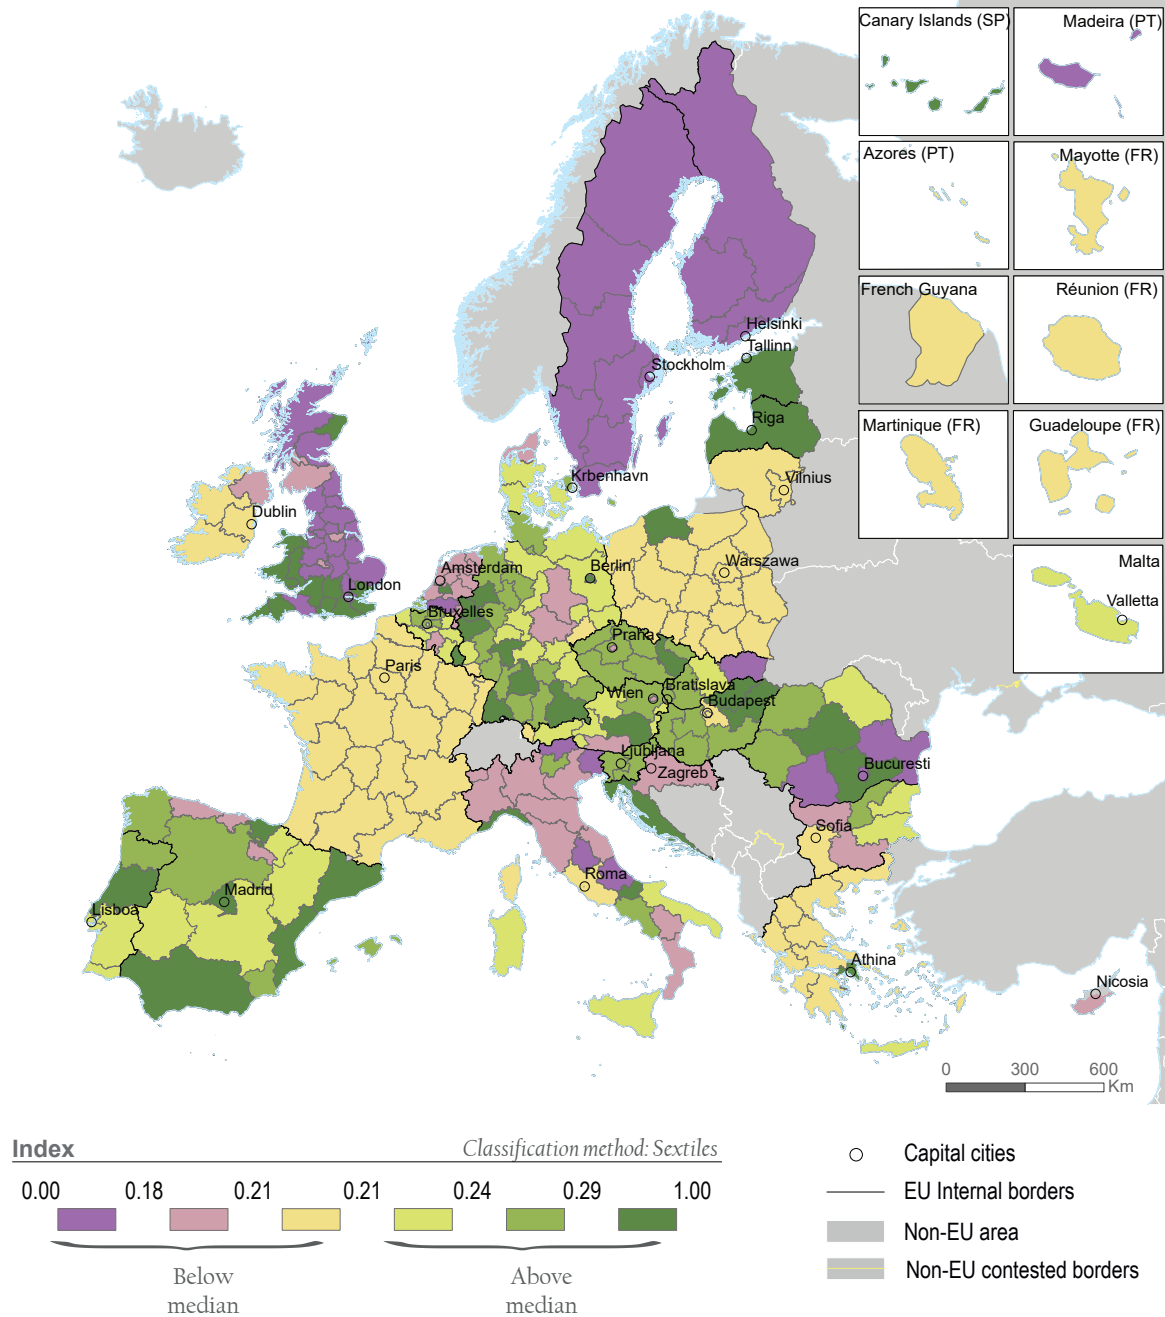 Canary Islands (SP)
Madeira (PT)
Azores (PT)
Mayotte (FR)
French Guyana
Réunion (FR)
Martinique (FR)
Guadeloupe (FR)
Malta
Valletta
Helsinki
Tallinn
Stockholm
Riga
Krbenhavn
Vilnius
Dublin
Amsterdam
Berlin
Warszawa
London
Bruxelles
Praha
Paris
Wien
Bratislava
Budapest
Ljubljana
Zagreb
Bucuresti
Sofia
Roma
Madrid
Lisboa
Athina
Nicosia
0 300 600
Km
Index
Classification method: Sextiles
0.00 0.18 0.21 0.21 0.24 0.29 1.00
Below
median
Above
median
Capital cities
EU Internal borders
Non-EU area
Non-EU contested borders